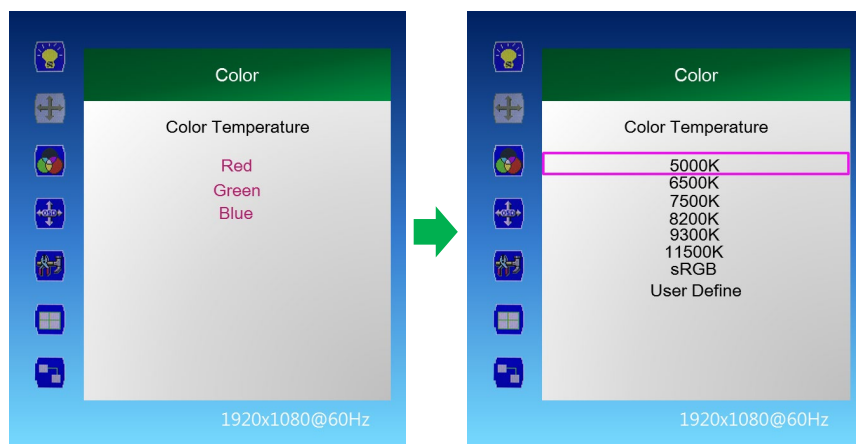 Color
Color Temperature
Red
Green
Blue
1920x1080@60Hz
Color
Color Temperature
5000K
6500K
7500K
8200K
9300K
11500K
sRGB
User Define
1920x1080@60Hz